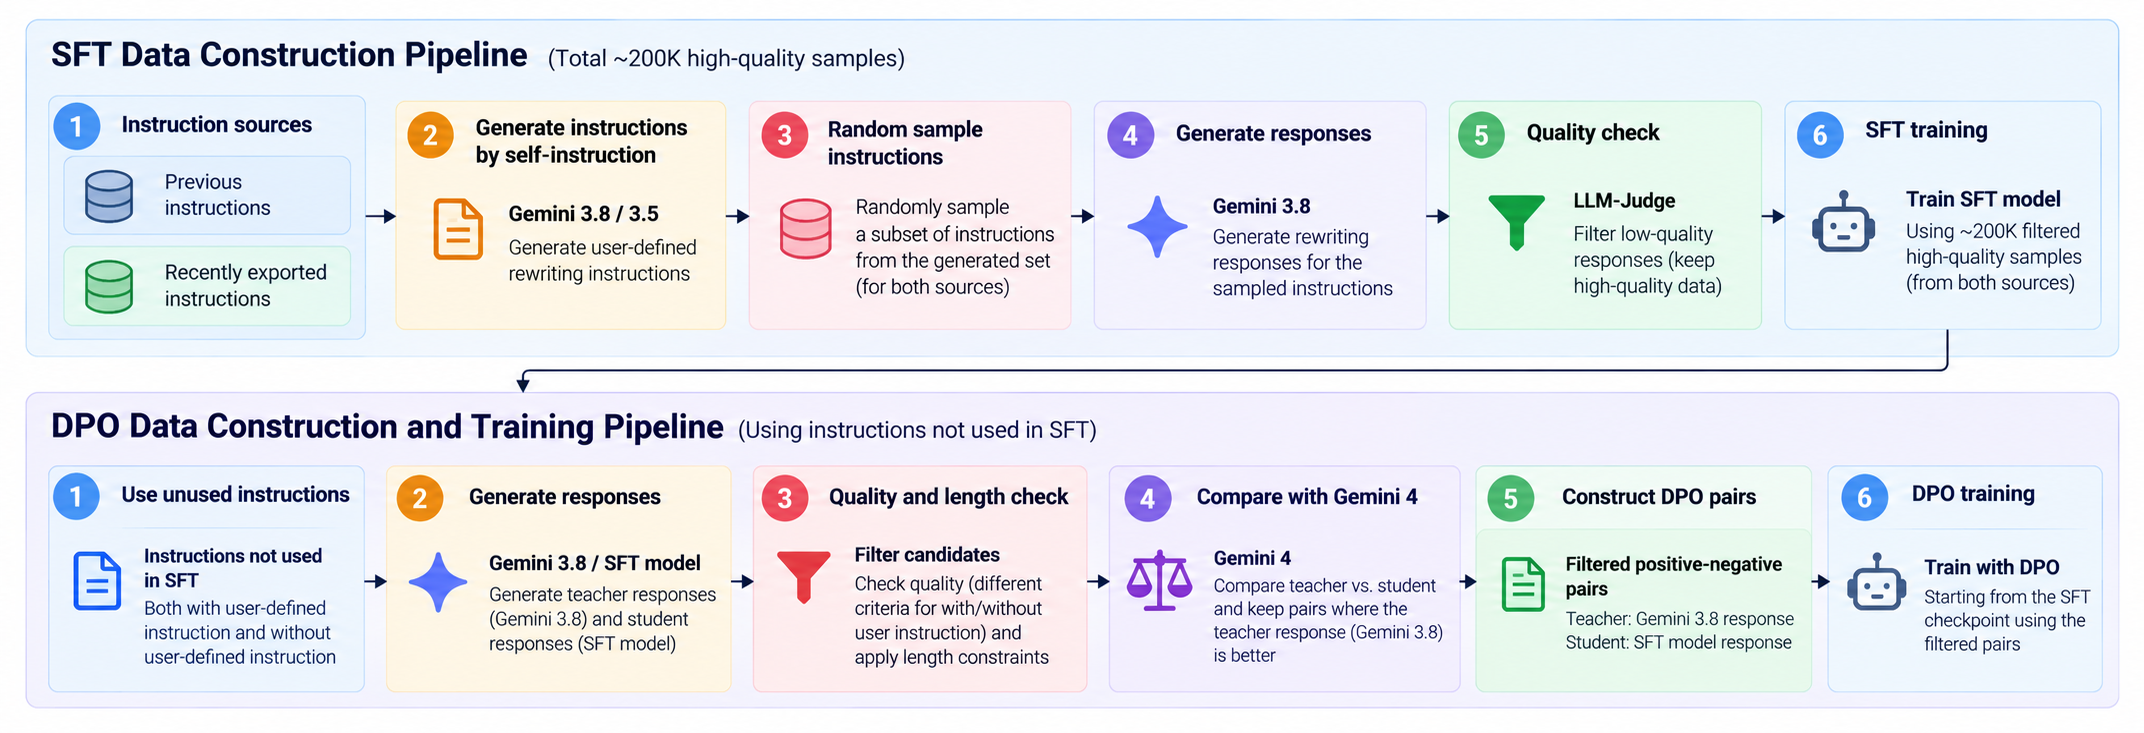 SFT Data Construction Pipeline (Total ~200K high-quality samples)
1
Instruction sources
Previous
instructions
Recently exported
instructions
2
Generate instructions
by self-instruction
Gemini 3.8 / 3.5
Generate user-defined
rewriting instructions
3
Random sample
instructions
Randomly sample
a subset of instructions
from the generated set
(for both sources)
4
Generate responses
Gemini 3.8
Generate rewriting
responses for the
sampled instructions
5
Quality check
LLM-Judge
Filter low-quality
responses (keep
high-quality data)
6
SFT training
Train SFT model
Using ~200K filtered
high-quality samples
(from both sources)
DPO Data Construction and Training Pipeline (Using instructions not used in SFT)
1
Use unused instructions
Instructions not used
in SFT
Both with user-defined
instruction and without
user-defined instruction
2
Generate responses
Gemini 3.8 / SFT model
Generate teacher responses
(Gemini 3.8) and student
responses (SFT model)
3
Quality and length check
Filter candidates
Check quality (different
criteria for with/without
user instruction) and
apply length constraints
4
Compare with Gemini 4
Gemini 4
Compare teacher vs. student
and keep pairs where the
teacher response (Gemini 3.8)
is better
5
Construct DPO pairs
Filtered positive-negative
pairs
Teacher: Gemini 3.8 response
Student: SFT model response
6
DPO training
Train with DPO
Starting from the SFT
checkpoint using the
filtered pairs